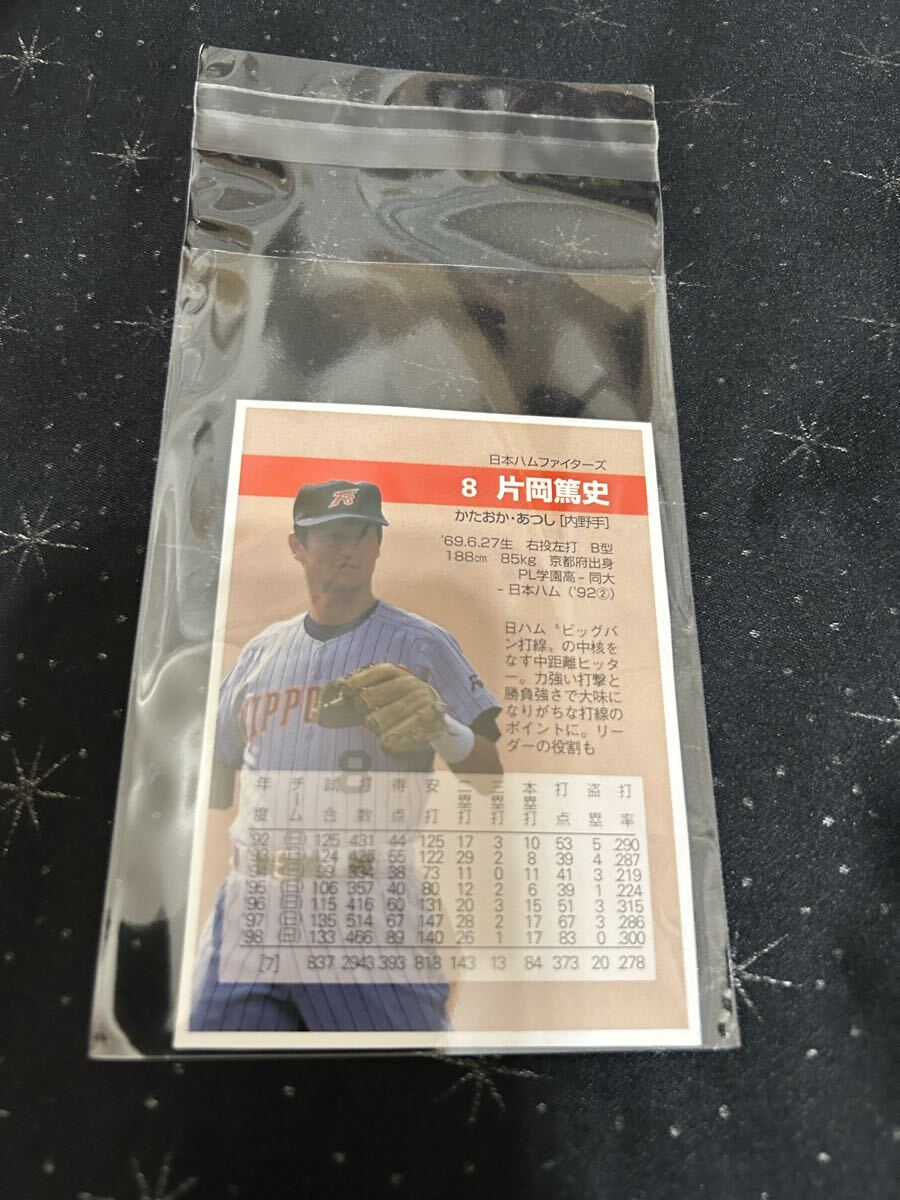 日本ハムファイターズ
8 片岡篤史
かたおか・あつし [内野手]
'69.6.27生 右投左打 B型
188cm 85kg 京都府出身
PL学園高-同大
-日本ハム ('92②)
日ハム〝ビッグバ
ン打線〟の中核を
なす中距離ヒッタ
ー。力強い打撃と
勝負強さで大味に
なりがちな打線の
ポイントに。リー
ダーの役割も
NIPPO
8
年度 チーム 試合 打数 得点 安打 二塁打 三塁打 本塁打 打点 盗塁 打率
'92 (日) 125 431 44 125 17 3 10 53 5 .290
'93 (日) 124 425 55 122 29 2 8 39 4 .287
'94 (日) 99 334 38 73 11 0 11 41 3 .219
'95 (日) 106 357 40 80 12 2 6 39 1 .224
'96 (日) 115 416 60 131 20 3 15 51 3 .315
'97 (日) 135 514 67 147 28 2 17 67 3 .286
'98 (日) 133 466 89 140 26 1 17 83 0 .300
[7] 837 2943 393 818 143 13 84 373 20 .278